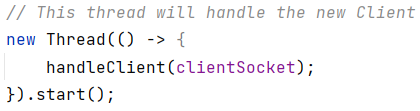 // This thread will handle the new Client
new Thread(() -> {
    handleClient(clientSocket);
}).start();